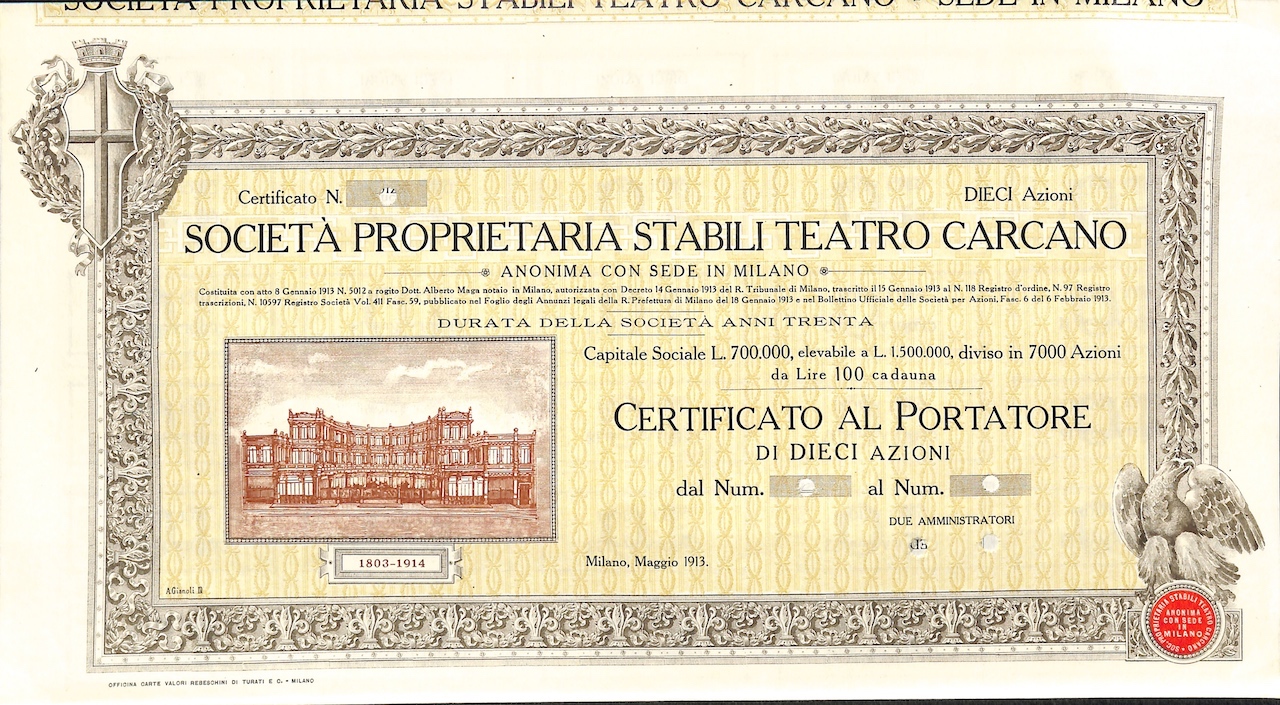 SOCIETÀ PROPRIETARIA STABILI TEATRO CARCANO • SEDE IN MILANO
Certificato N.
DIECI Azioni
SOCIETÀ PROPRIETARIA STABILI TEATRO CARCANO
ANONIMA CON SEDE IN MILANO
Costituita con atto 8 Gennaio 1913 N. 5012 a rogito Dott. Alberto Maga notaio in Milano, autorizzata con Decreto 14 Gennaio 1913 del R. Tribunale di Milano, trascritto il 15 Gennaio 1913 al N. 118 Registro d'ordine, N. 97 Registro
trascrizioni, N. 10597 Registro Società Vol. 411 Fasc. 59, pubblicato nel Foglio degli Annunzi legali della R. Prefettura di Milano del 18 Gennaio 1913 e nel Bollettino Ufficiale delle Società per Azioni, Fasc. 6 del 6 Febbraio 1913.
DURATA DELLA SOCIETÀ ANNI TRENTA
Capitale Sociale L. 700.000, elevabile a L. 1.500.000, diviso in 7000 Azioni
da Lire 100 cadauna
CERTIFICATO AL PORTATORE
DI DIECI AZIONI
dal Num. al Num.
DUE AMMINISTRATORI
1803-1914
Milano, Maggio 1913.
A. Gianoli
SOC. PROPRIETARIA STABILI TEATRO CARCANO
ANONIMA
CON SEDE
IN
MILANO
OFFICINA CARTE VALORI REBESCHINI DI TURATI E C. - MILANO